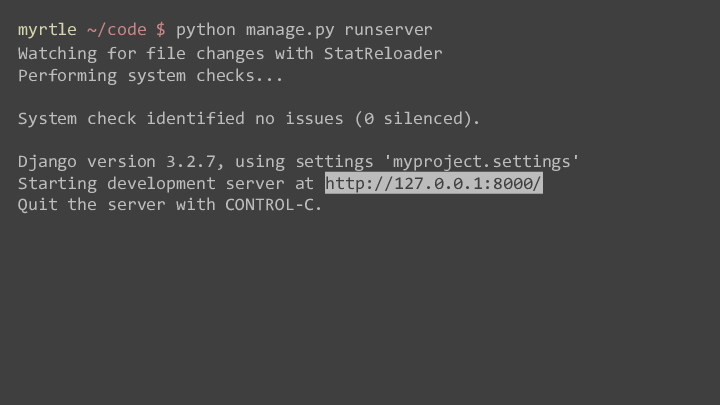 myrtle ~/code $ python manage.py runserver
Watching for file changes with StatReloader
Performing system checks...
System check identified no issues (0 silenced).
Django version 3.2.7, using settings 'myproject.settings'
Starting development server at http://127.0.0.1:8000/
Quit the server with CONTROL-C.